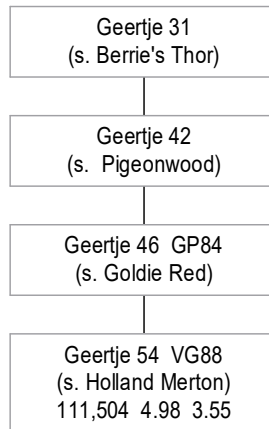 Geertje 31
(s. Berrie's Thor)
Geertje 42
(s. Pigeonwood)
Geertje 46 GP84
(s. Goldie Red)
Geertje 54 VG88
(s. Holland Merton)
111,504 4.98 3.55